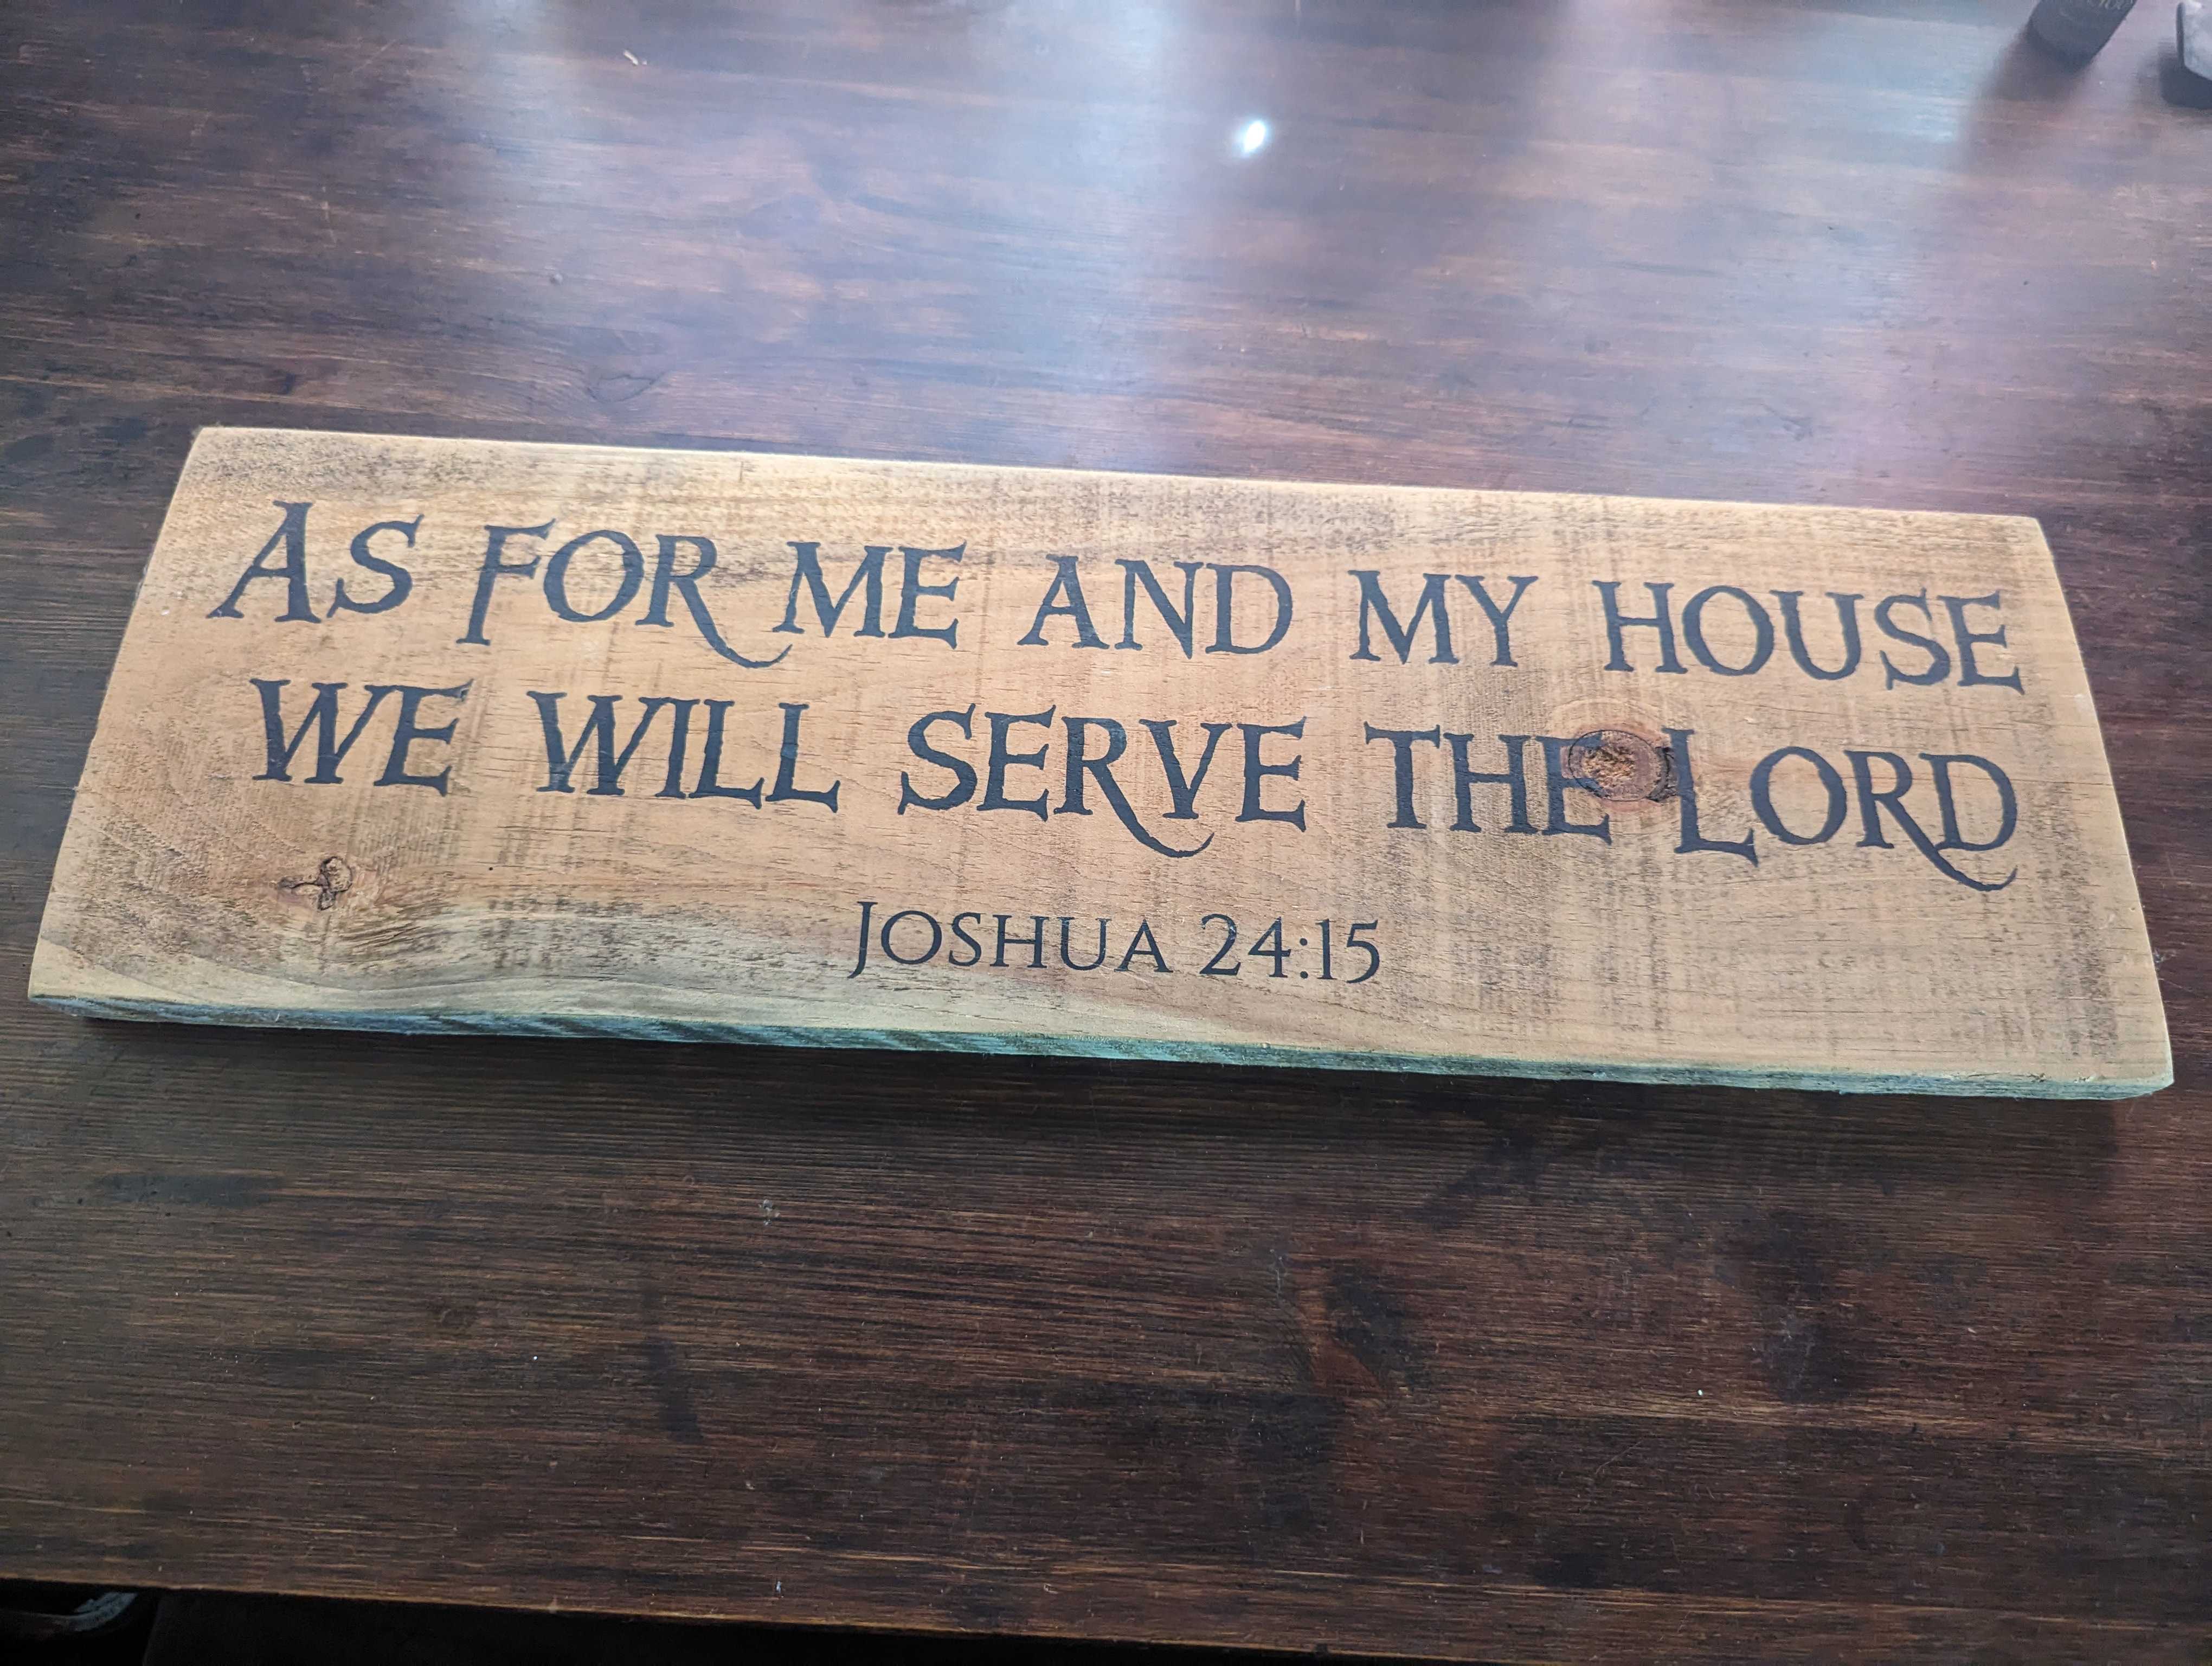 As for me and my house
we will serve the Lord
Joshua 24:15